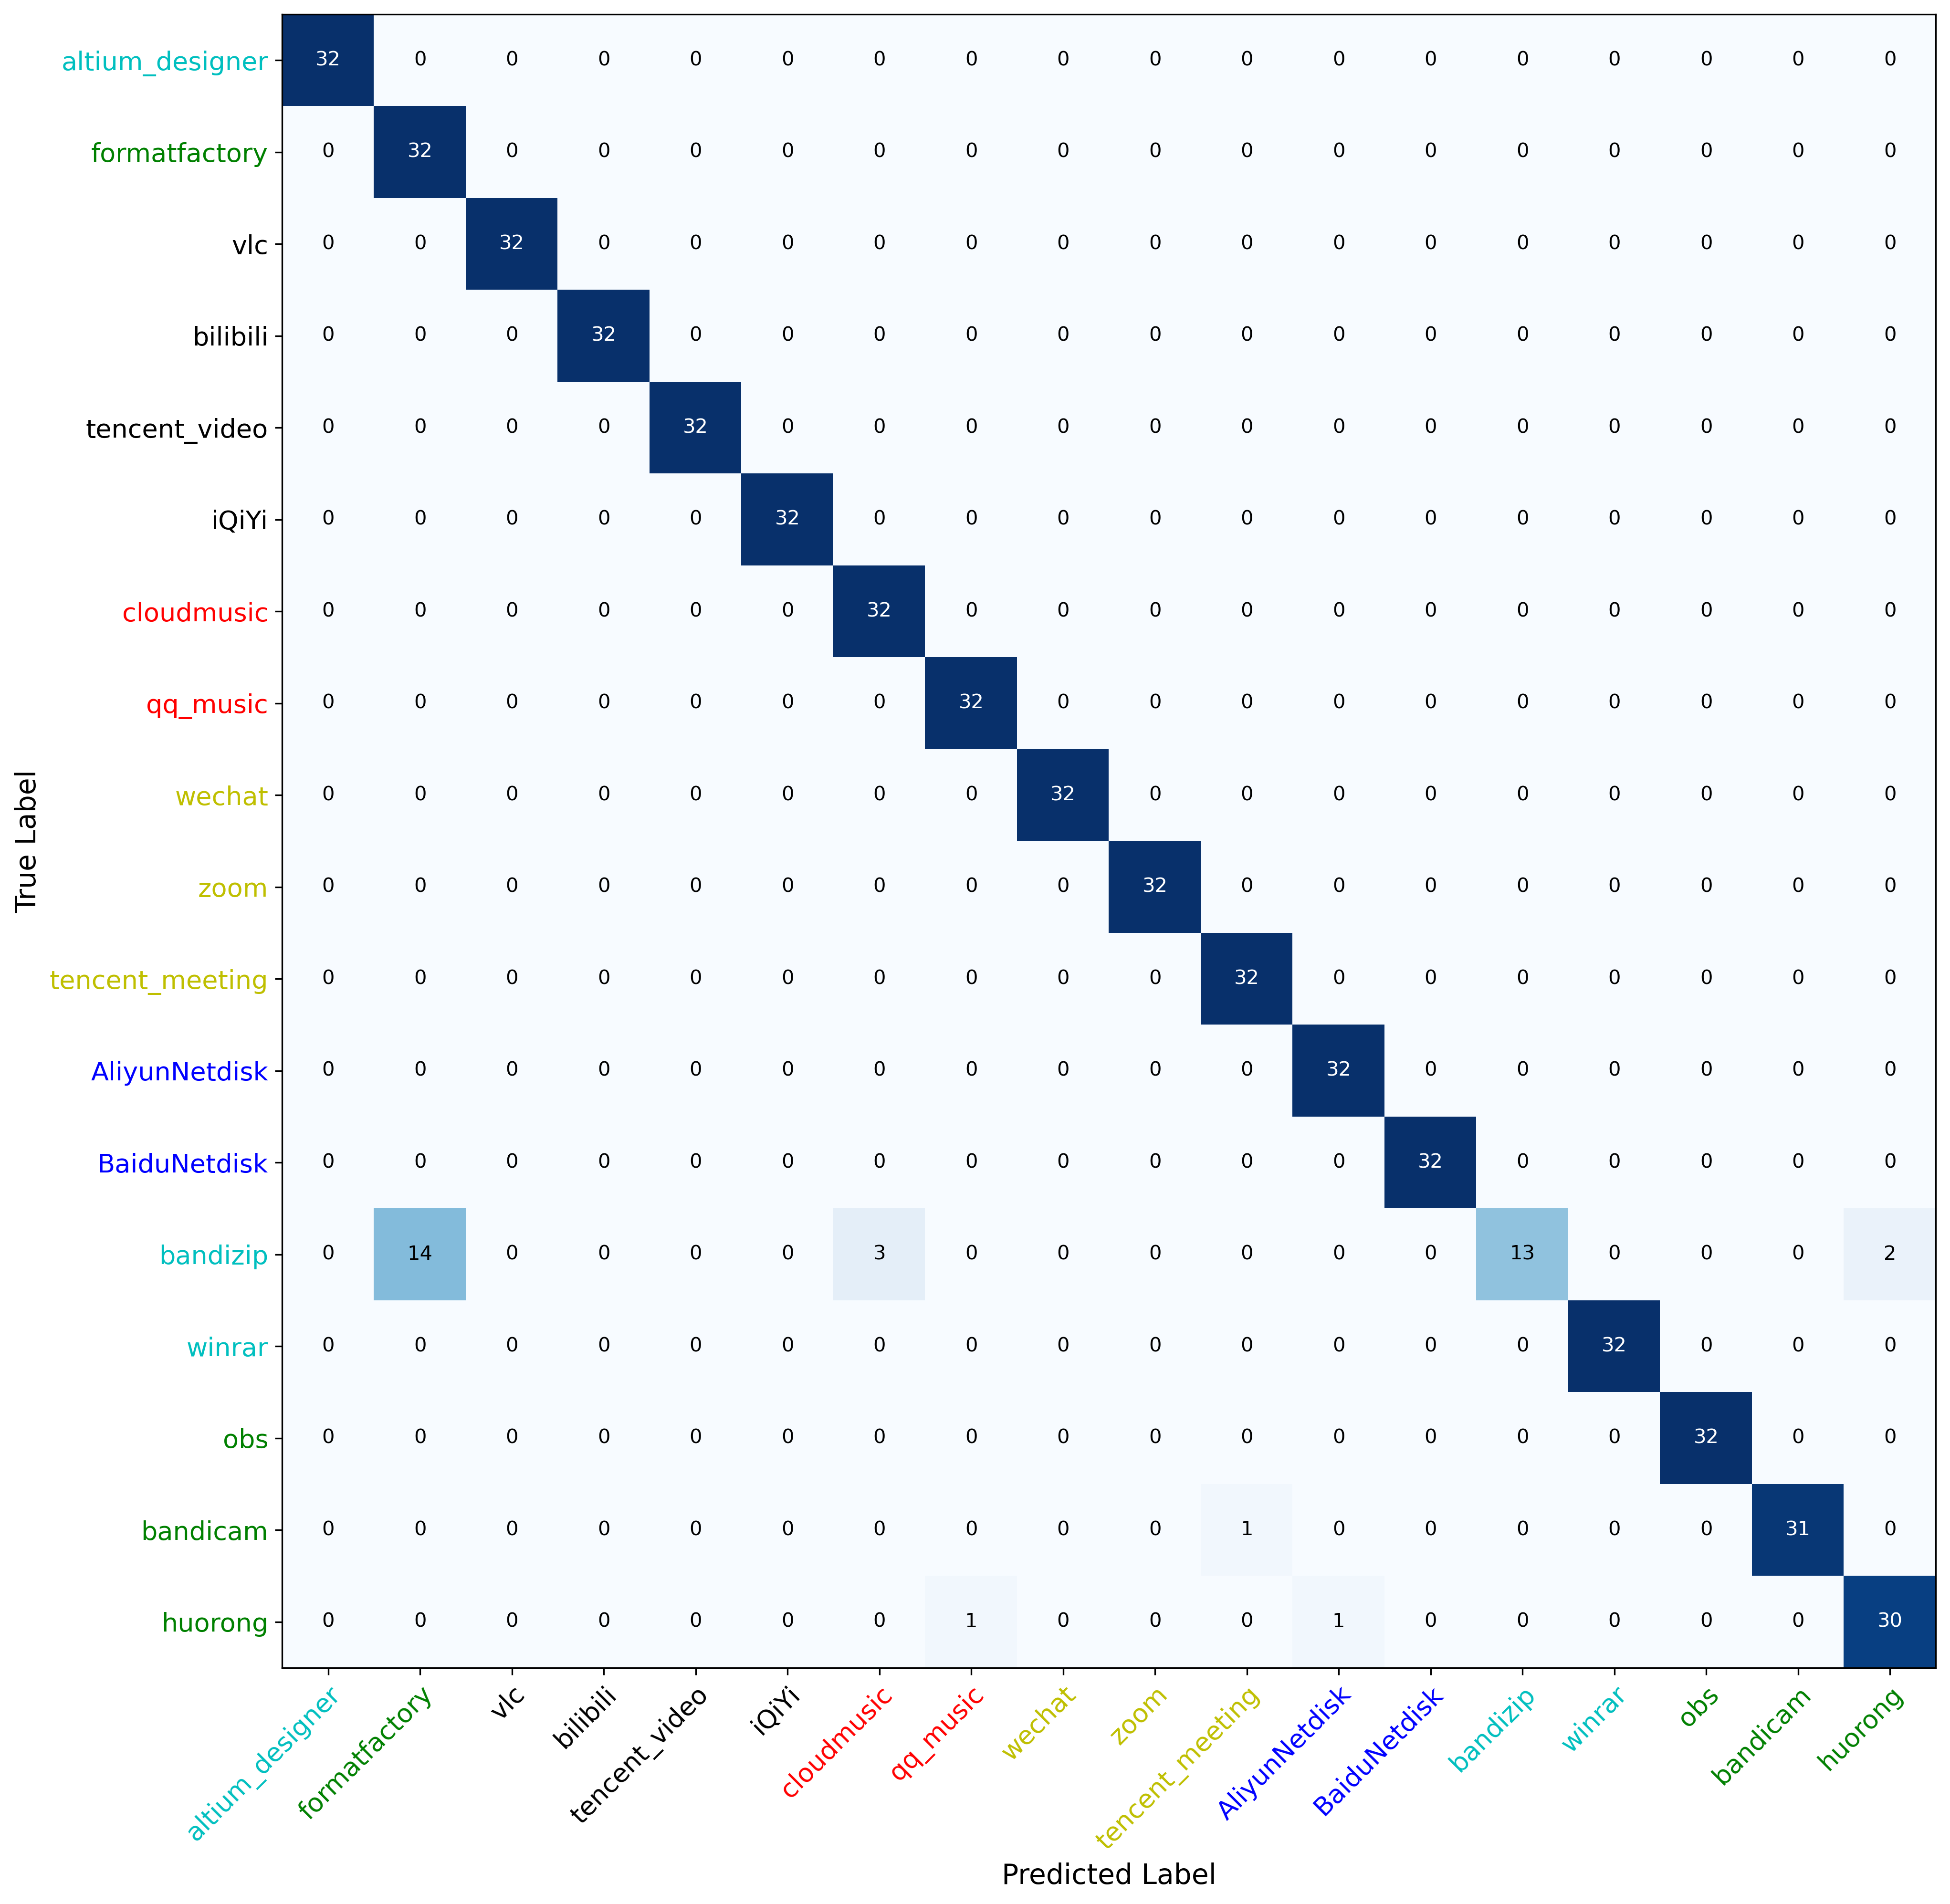 True Label
altium_designer 32 0 0 0 0 0 0 0 0 0 0 0 0 0 0 0 0 0
formatfactory 0 32 0 0 0 0 0 0 0 0 0 0 0 0 0 0 0 0
vlc 0 0 32 0 0 0 0 0 0 0 0 0 0 0 0 0 0 0
bilibili 0 0 0 32 0 0 0 0 0 0 0 0 0 0 0 0 0 0
tencent_video 0 0 0 0 32 0 0 0 0 0 0 0 0 0 0 0 0 0
iQiYi 0 0 0 0 0 32 0 0 0 0 0 0 0 0 0 0 0 0
cloudmusic 0 0 0 0 0 0 32 0 0 0 0 0 0 0 0 0 0 0
qq_music 0 0 0 0 0 0 0 32 0 0 0 0 0 0 0 0 0 0
wechat 0 0 0 0 0 0 0 0 32 0 0 0 0 0 0 0 0 0
zoom 0 0 0 0 0 0 0 0 0 32 0 0 0 0 0 0 0 0
tencent_meeting 0 0 0 0 0 0 0 0 0 0 32 0 0 0 0 0 0 0
AliyunNetdisk 0 0 0 0 0 0 0 0 0 0 0 32 0 0 0 0 0 0
BaiduNetdisk 0 0 0 0 0 0 0 0 0 0 0 0 32 0 0 0 0 0
bandizip 0 14 0 0 0 0 3 0 0 0 0 0 0 13 0 0 0 2
winrar 0 0 0 0 0 0 0 0 0 0 0 0 0 0 32 0 0 0
obs 0 0 0 0 0 0 0 0 0 0 0 0 0 0 0 32 0 0
bandicam 0 0 0 0 0 0 0 0 0 0 1 0 0 0 0 0 31 0
huorong 0 0 0 0 0 0 0 1 0 0 0 1 0 0 0 0 0 30
altium_designer formatfactory vlc bilibili tencent_video iQiYi cloudmusic qq_music wechat zoom tencent_meeting AliyunNetdisk BaiduNetdisk bandizip winrar obs bandicam huorong
Predicted Label